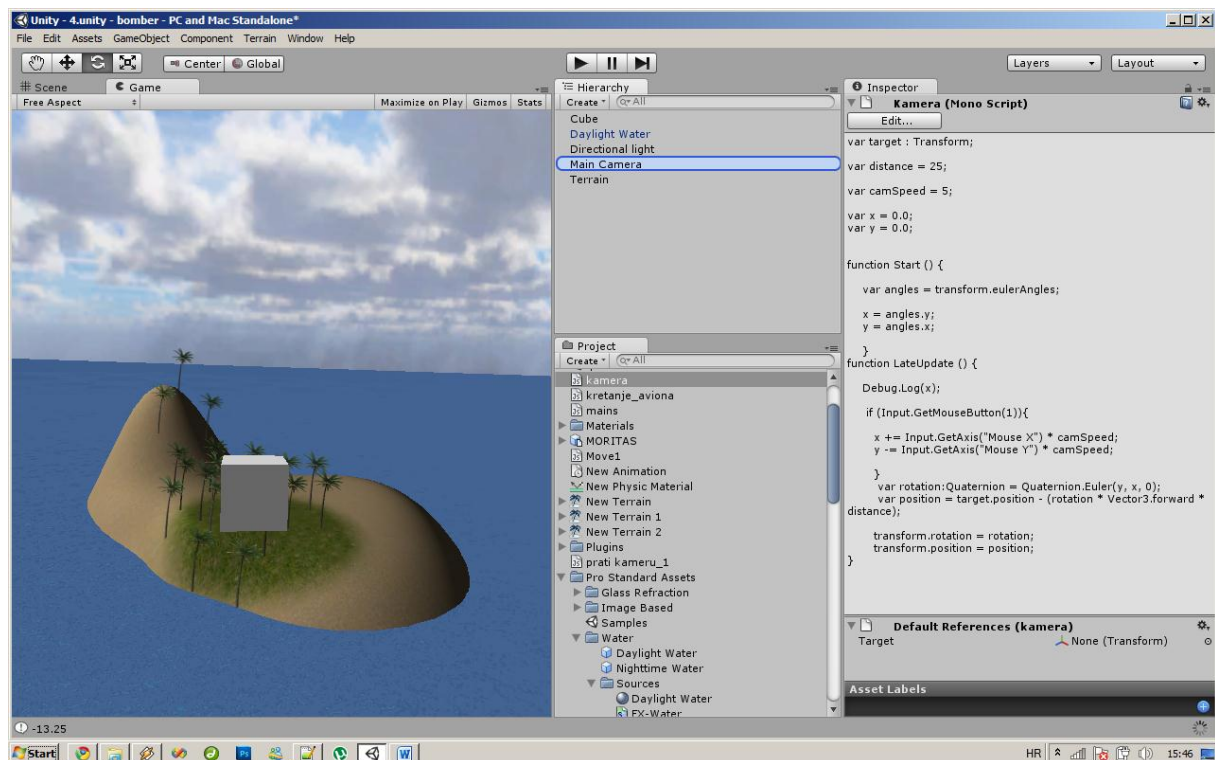 Unity - 4.unity - bomber - PC and Mac Standalone*
File Edit Assets GameObject Component Terrain Window Help
Center Global
Layers Layout
Scene Game
Free Aspect Maximize on Play Gizmos Stats
Hierarchy
Create All
Cube
Daylight Water
Directional light
Main Camera
Terrain
Project
Create All
kamera
kretanje_aviona
mains
Materials
MORITAS
Move1
New Animation
New Physic Material
New Terrain
New Terrain 1
New Terrain 2
Plugins
prati kameru_1
Pro Standard Assets
Glass Refraction
Image Based
Samples
Water
Daylight Water
Nighttime Water
Sources
Daylight Water
FX-Water
Inspector
Kamera (Mono Script)
Edit...
var target : Transform;
var distance = 25;
var camSpeed = 5;
var x = 0.0;
var y = 0.0;
function Start () {
var angles = transform.eulerAngles;
x = angles.y;
y = angles.x;
}
function LateUpdate () {
Debug.Log(x);
if (Input.GetMouseButton(1)){
x += Input.GetAxis("Mouse X") * camSpeed;
y -= Input.GetAxis("Mouse Y") * camSpeed;
}
var rotation:Quaternion = Quaternion.Euler(y, x, 0);
var position = target.position - (rotation * Vector3.forward *
distance);
transform.rotation = rotation;
transform.position = position;
}
Default References (kamera)
Target None (Transform)
Asset Labels
-13.25
Start HR 15:46